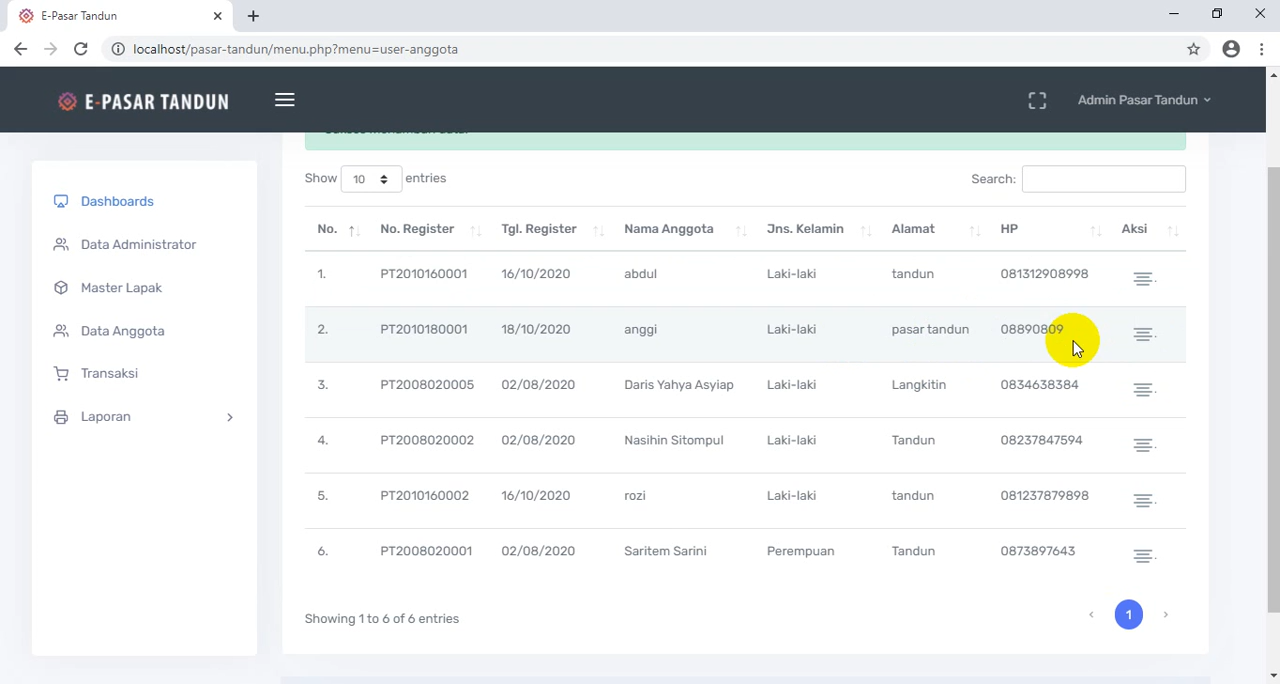 E-Pasar Tandun
localhost/pasar-tandun/menu.php?menu=user-anggota
E-PASAR TANDUN
Admin Pasar Tandun
Dashboards
Data Administrator
Master Lapak
Data Anggota
Transaksi
Laporan
Show 10 entries
Search:
No. No. Register Tgl. Register Nama Anggota Jns. Kelamin Alamat HP Aksi
1. PT2010160001 16/10/2020 abdul Laki-laki tandun 081312908998
2. PT2010180001 18/10/2020 anggi Laki-laki pasar tandun 08890809
3. PT2008020005 02/08/2020 Daris Yahya Asyiap Laki-laki Langkitin 0834638384
4. PT2008020002 02/08/2020 Nasihin Sitompul Laki-laki Tandun 08237847594
5. PT2010160002 16/10/2020 rozi Laki-laki tandun 081237879898
6. PT2008020001 02/08/2020 Saritem Sarini Perempuan Tandun 0873897643
Showing 1 to 6 of 6 entries
‹ 1 ›